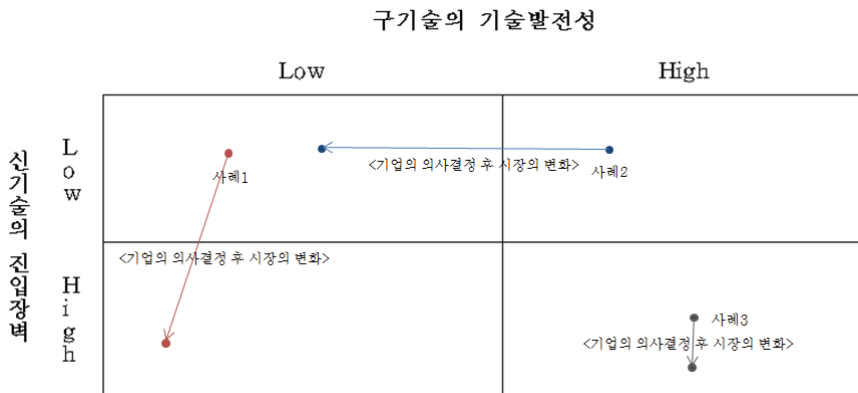 구기술의 기술발전성
Low
High
신기술의 진입장벽
Low
<기업의 의사결정 후 시장의 변화>
사례1
사례2
<기업의 의사결정 후 시장의 변화>
High
사례3
<기업의 의사결정 후 시장의 변화>